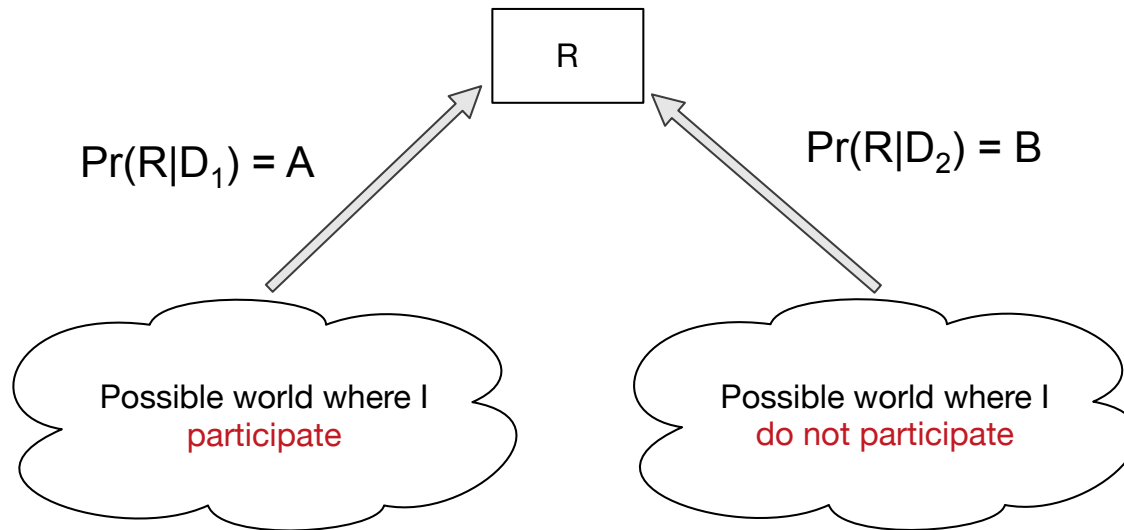 R
Pr(R|D₁) = A
Pr(R|D₂) = B
Possible world where I
participate
Possible world where I
do not participate